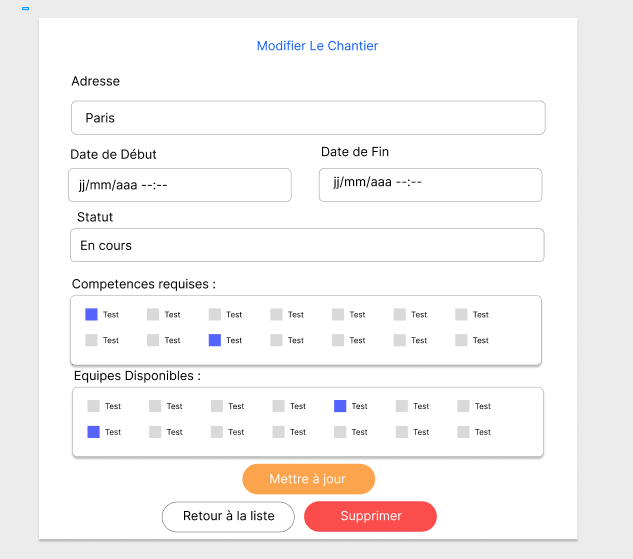 Modifier Le Chantier
Adresse
Paris
Date de Début Date de Fin
jj/mm/aaa --:-- jj/mm/aaa --:--
Statut
En cours
Competences requises :
Test Test Test Test Test Test Test
Test Test Test Test Test Test Test
Equipes Disponibles :
Test Test Test Test Test Test Test
Test Test Test Test Test Test Test
Mettre à jour
Retour à la liste Supprimer